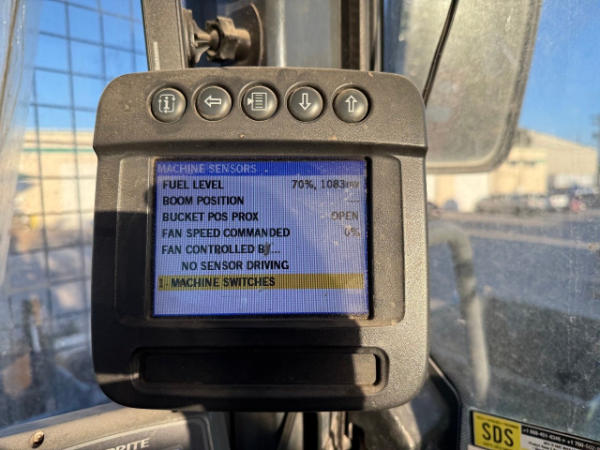 MACHINE SENSORS
FUEL LEVEL 70%, 1083mv
BOOM POSITION ----
BUCKET POS PROX OPEN
FAN SPEED COMMANDED 0%
FAN CONTROLLED BY...
NO SENSOR DRIVING
1- MACHINE SWITCHES
SDS